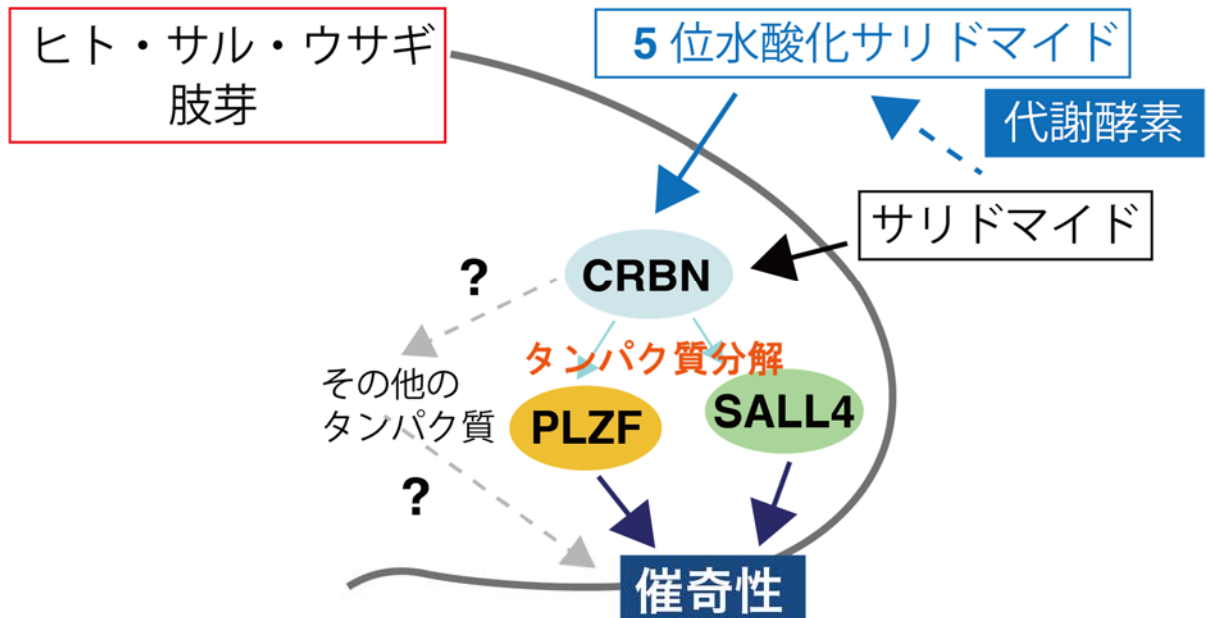 ヒト・サル・ウサギ
肢芽
5 位水酸化サリドマイド
代謝酵素
サリドマイド
CRBN
?
タンパク質分解
その他の
タンパク質
PLZF
SALL4
?
催奇性